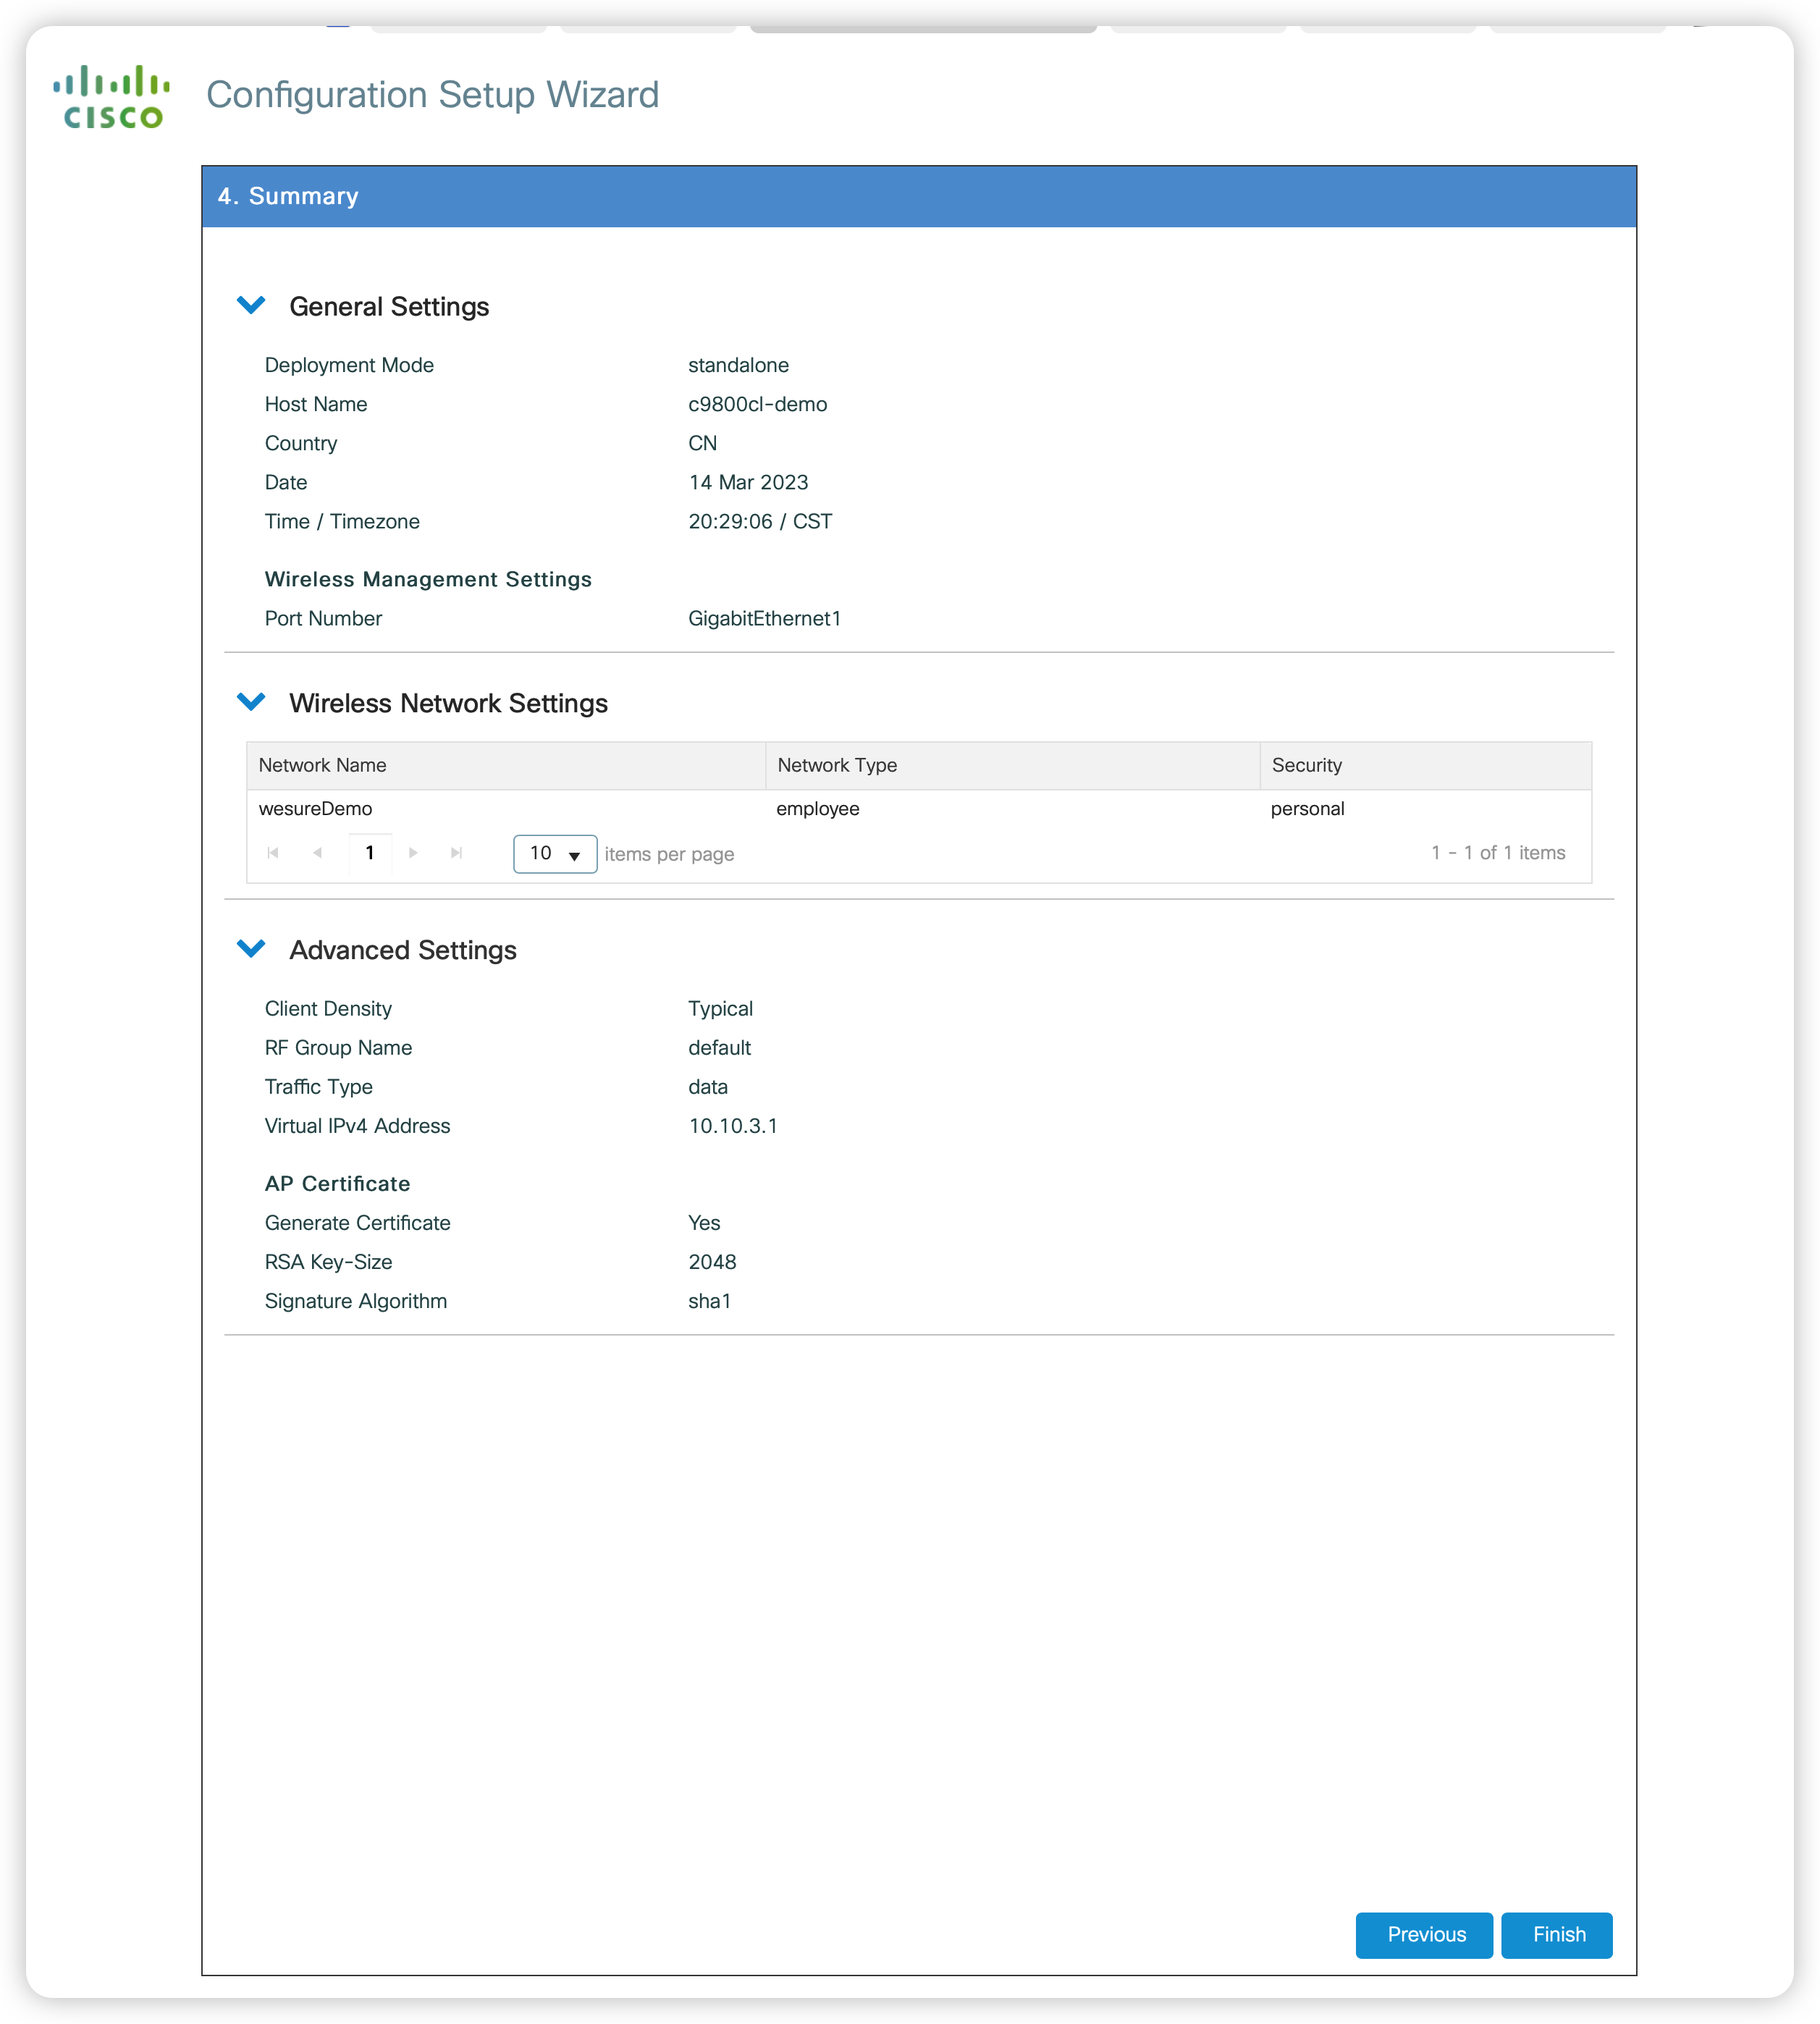 CISCO
Configuration Setup Wizard
4. Summary
General Settings
Deployment Mode standalone
Host Name c9800cl-demo
Country CN
Date 14 Mar 2023
Time / Timezone 20:29:06 / CST
Wireless Management Settings
Port Number GigabitEthernet1
Wireless Network Settings
Network Name Network Type Security
wesureDemo employee personal
1 10 items per page 1 - 1 of 1 items
Advanced Settings
Client Density Typical
RF Group Name default
Traffic Type data
Virtual IPv4 Address 10.10.3.1
AP Certificate
Generate Certificate Yes
RSA Key-Size 2048
Signature Algorithm sha1
Previous Finish